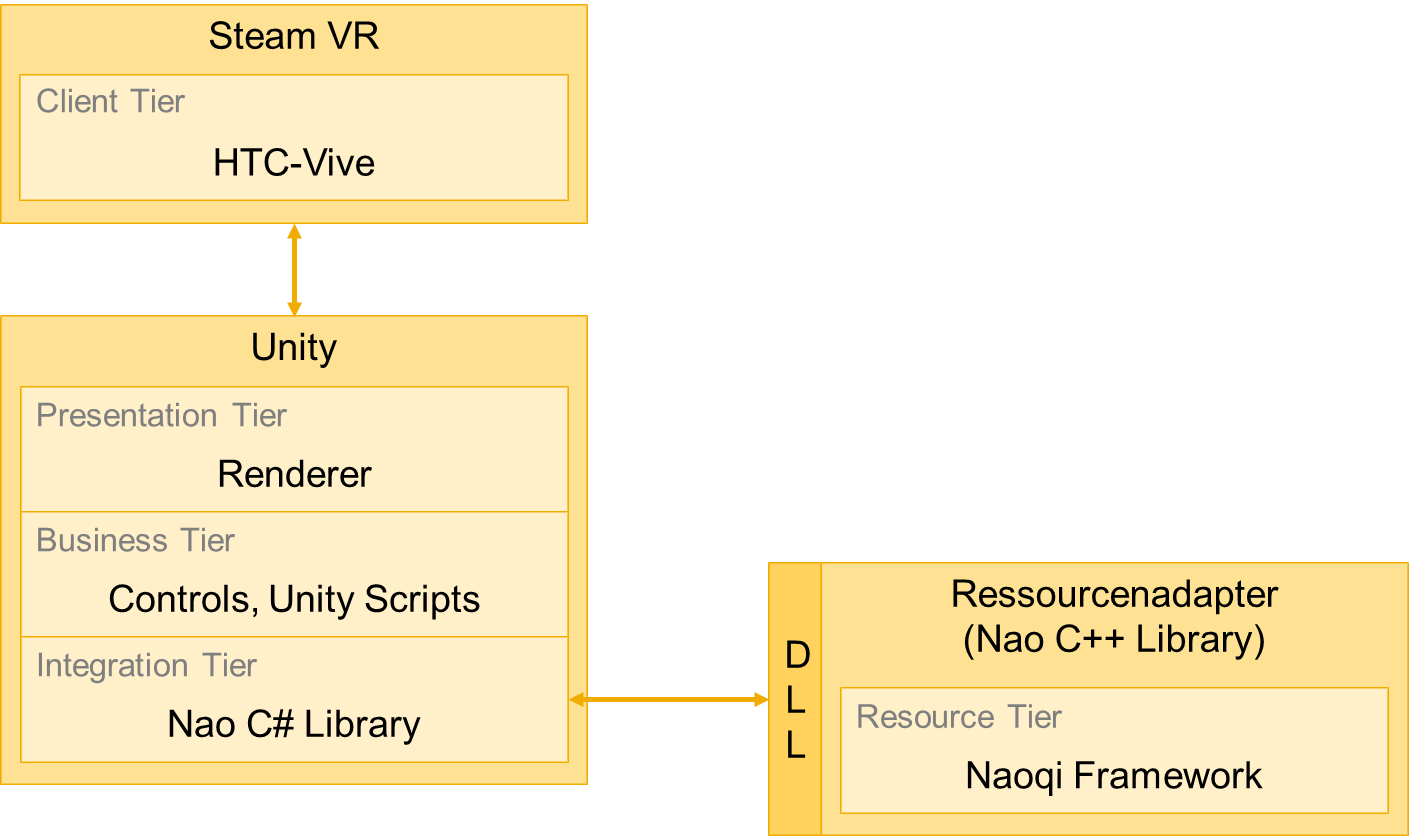 Steam VR
Client Tier
HTC-Vive
Unity
Presentation Tier
Renderer
Business Tier
Controls, Unity Scripts
Integration Tier
Nao C# Library
D
L
L
Ressourcenadapter
(Nao C++ Library)
Resource Tier
Naoqi Framework